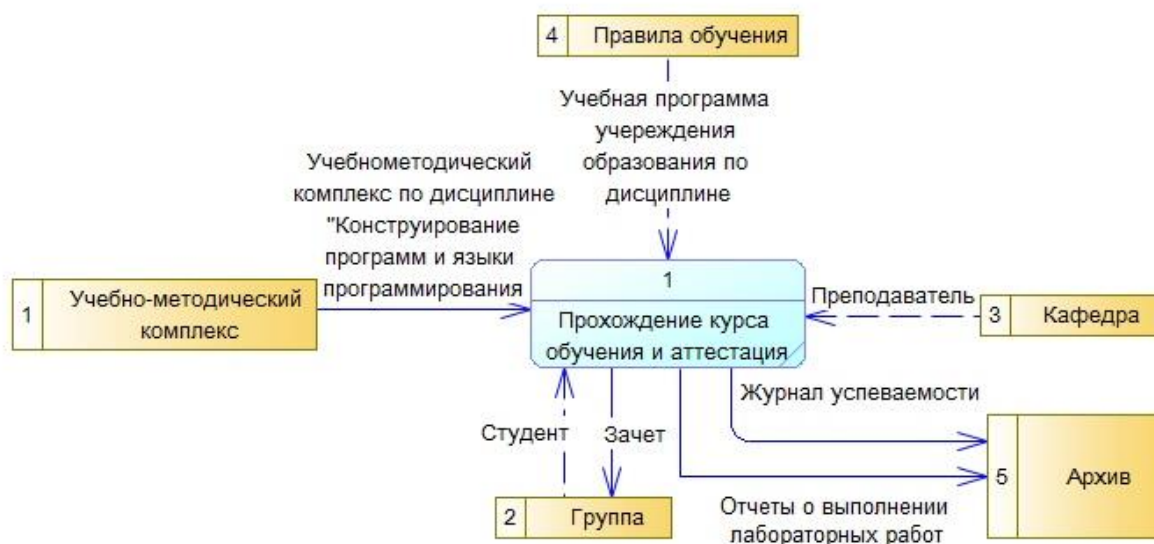 4 Правила обучения
Учебная программа
учереждения
образования по
дисциплине
Учебнометодический
комплекс по дисциплине
"Конструирование
программ и языки
программирования
1 Учебно-методический
комплекс
1
Прохождение курса
обучения и аттестация
Преподаватель
3 Кафедра
Студент
Зачет
Журнал успеваемости
2 Группа
5 Архив
Отчеты о выполнении
лабораторных работ